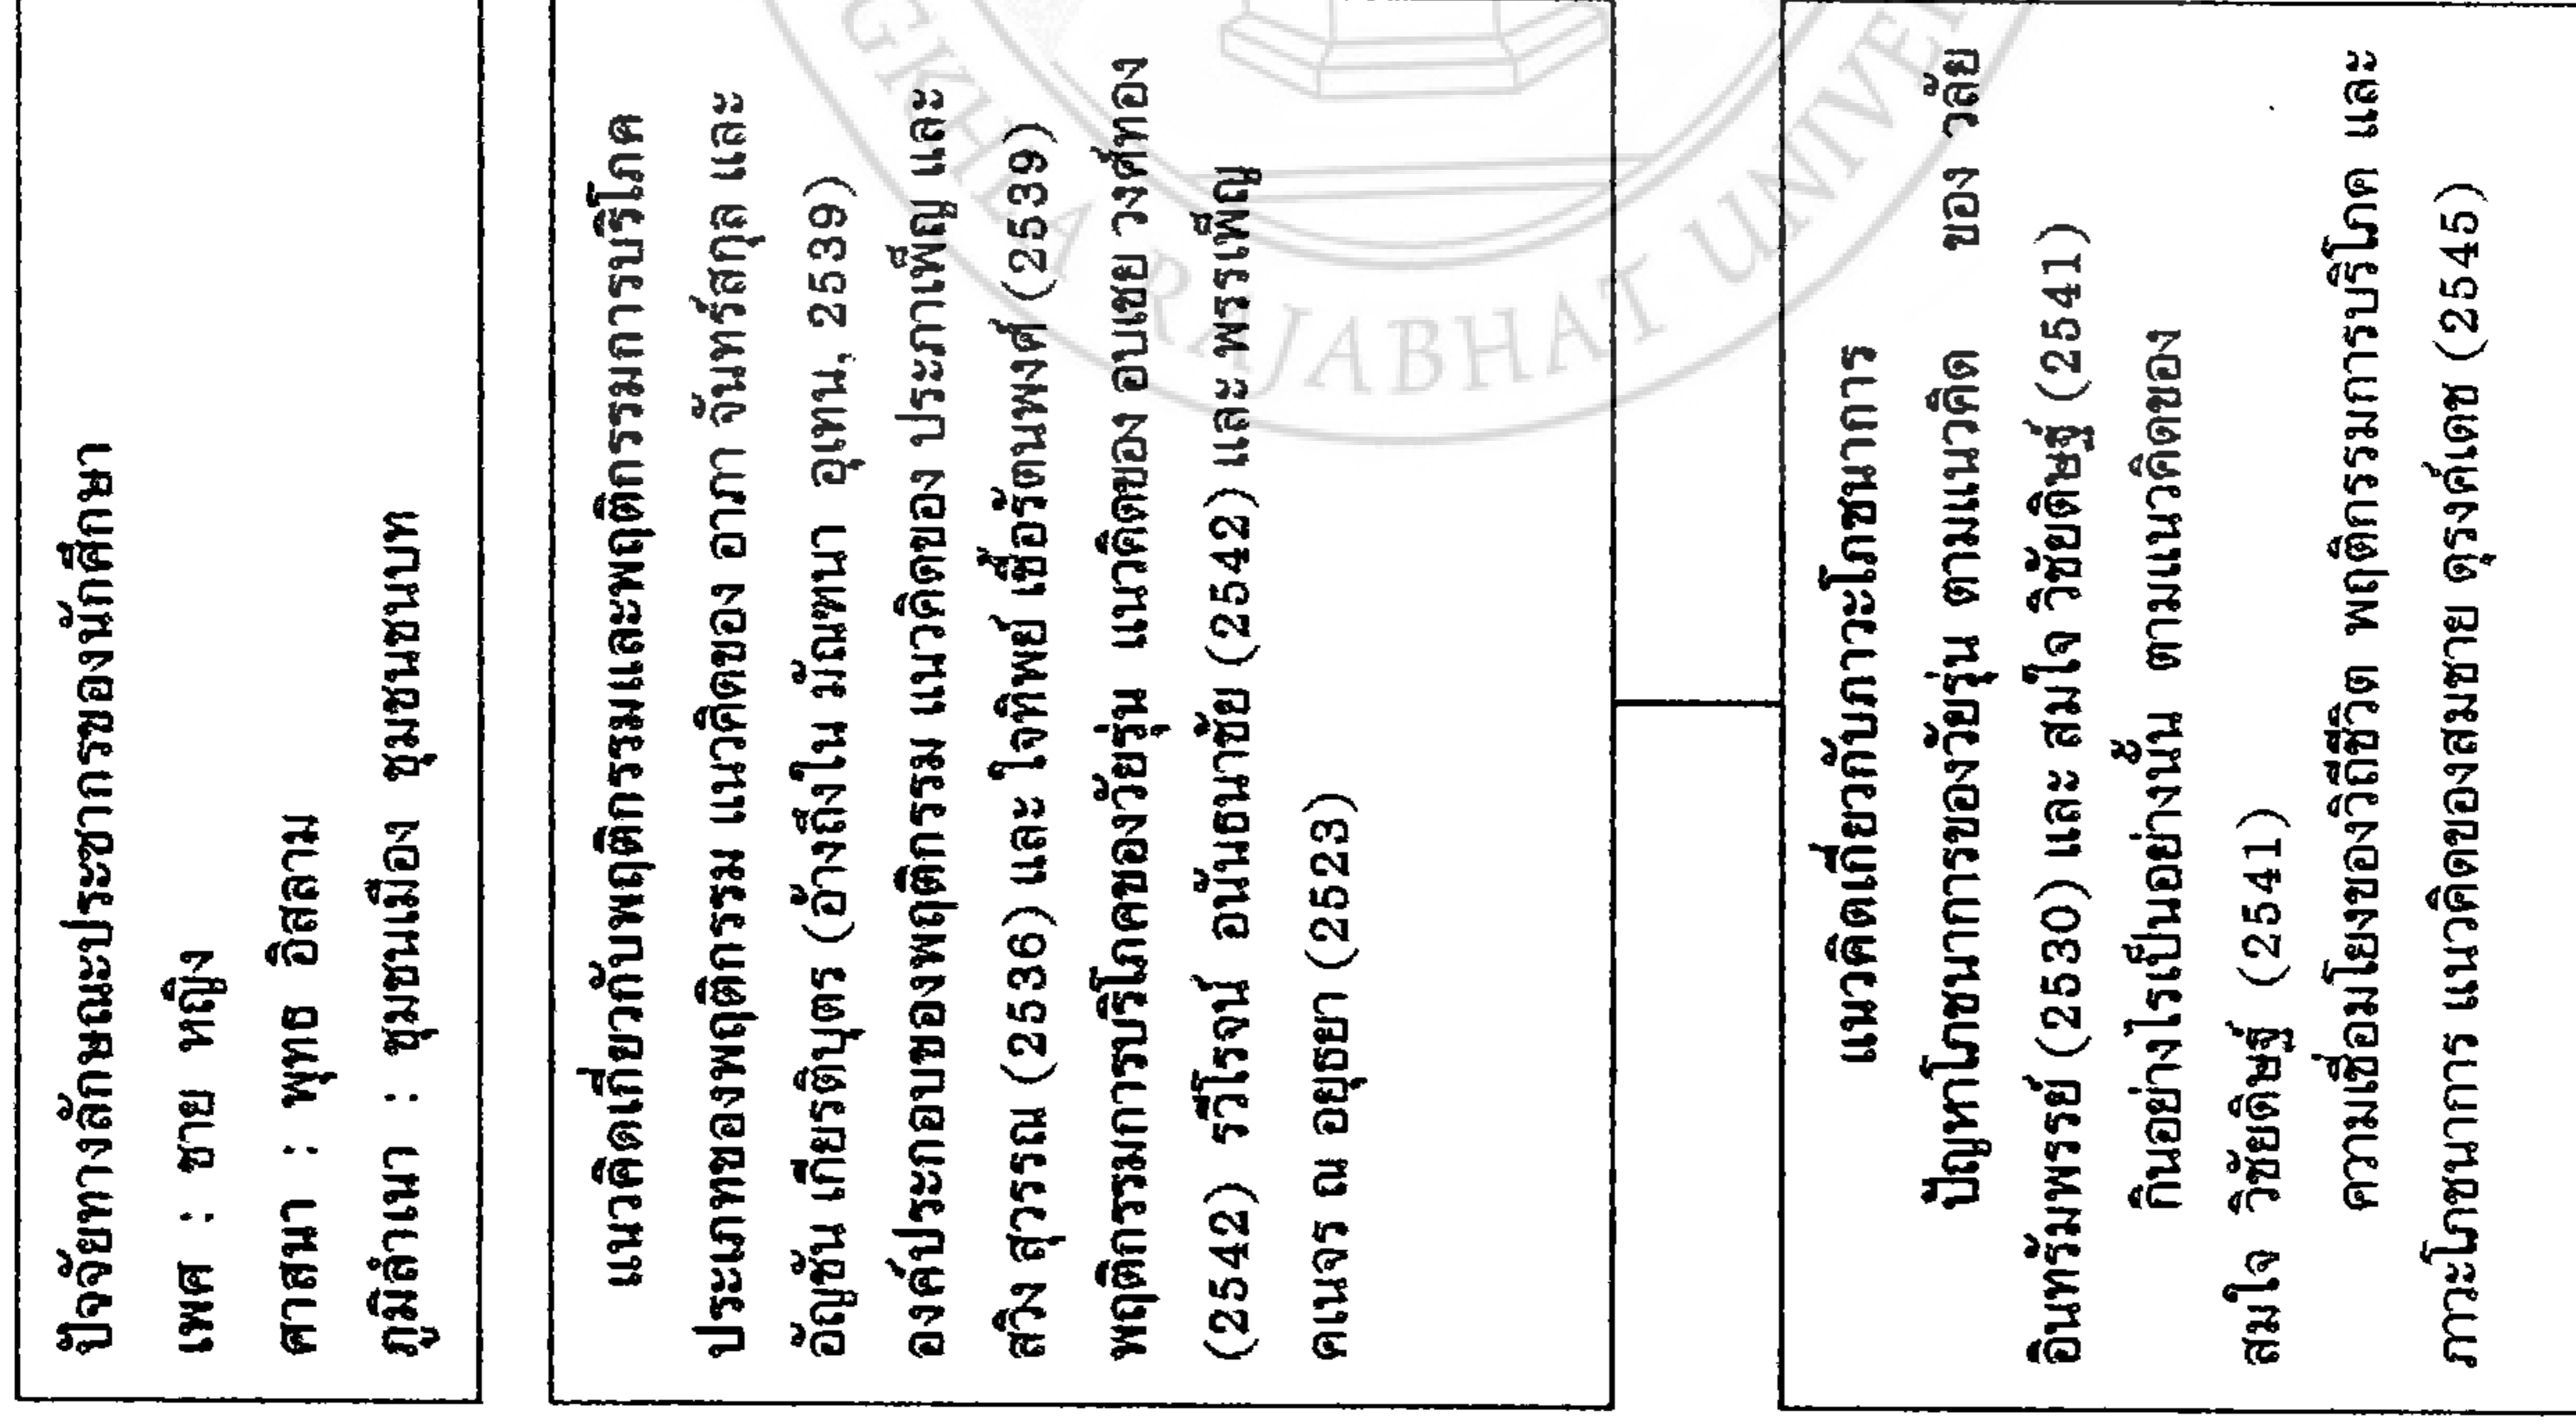 ปัจจัยทางลักษณะประชากรของนักศึกษา
เพศ : ชาย หญิง
ศาสนา : พุทธ อิสลาม
ภูมิลำเนา : ชุมชนเมือง ชุมชนชนบท
แนวคิดเกี่ยวกับพฤติกรรมและพฤติกรรมการบริโภค
ประเภทของพฤติกรรม แนวคิดของ อาภา จันทร์สกุล และ
อัญชัน เกียรติบุตร (อ้างถึงใน มัณฑนา อุเทน, 2539)
องค์ประกอบของพฤติกรรม แนวคิดของ ประภาเพ็ญ และ
สวิง สุวรรณ (2536) และ ใจทิพย์ เชื้อรัตนพงศ์ (2539)
พฤติกรรมการบริโภคของวัยรุ่น แนวคิดของ อบเชย วงศ์ทอง
(2542) รวีโรจน์ อนันธนาชัย (2542) และ พรรเพ็ญ
คเนจร ณ อยุธยา (2523)
แนวคิดเกี่ยวกับภาวะโภชนาการ
ปัญหาโภชนาการของวัยรุ่น ตามแนวคิด ของ วลัย
อินทรัมพรรย์ (2530) และ สมใจ วิชัยดิษฐ์ (2541)
กินอย่างไรเป็นอย่างนั้น ตามแนวคิดของ
สมใจ วิชัยดิษฐ์ (2541)
ความเชื่อมโยงของวิถีชีวิต พฤติกรรมการบริโภค และ
ภาวะโภชนาการ แนวคิดของสมชาย ดุรงค์เดช (2545)
GKHLA RAJABHAT UNIVE